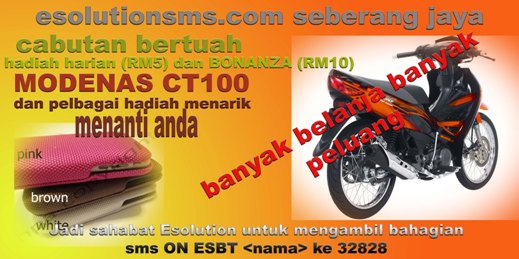 esolutionsms.com seberang jaya
cabutan bertuah
hadiah harian (RM5) dan BONANZA (RM10)
MODENAS CT100
dan pelbagai hadiah menarik
menanti anda
banyak belanja banyak
peluang
pink
brown
white
Jadi sahabat Esolution untuk mengambil bahagian
sms ON ESBT <nama> ke 32828